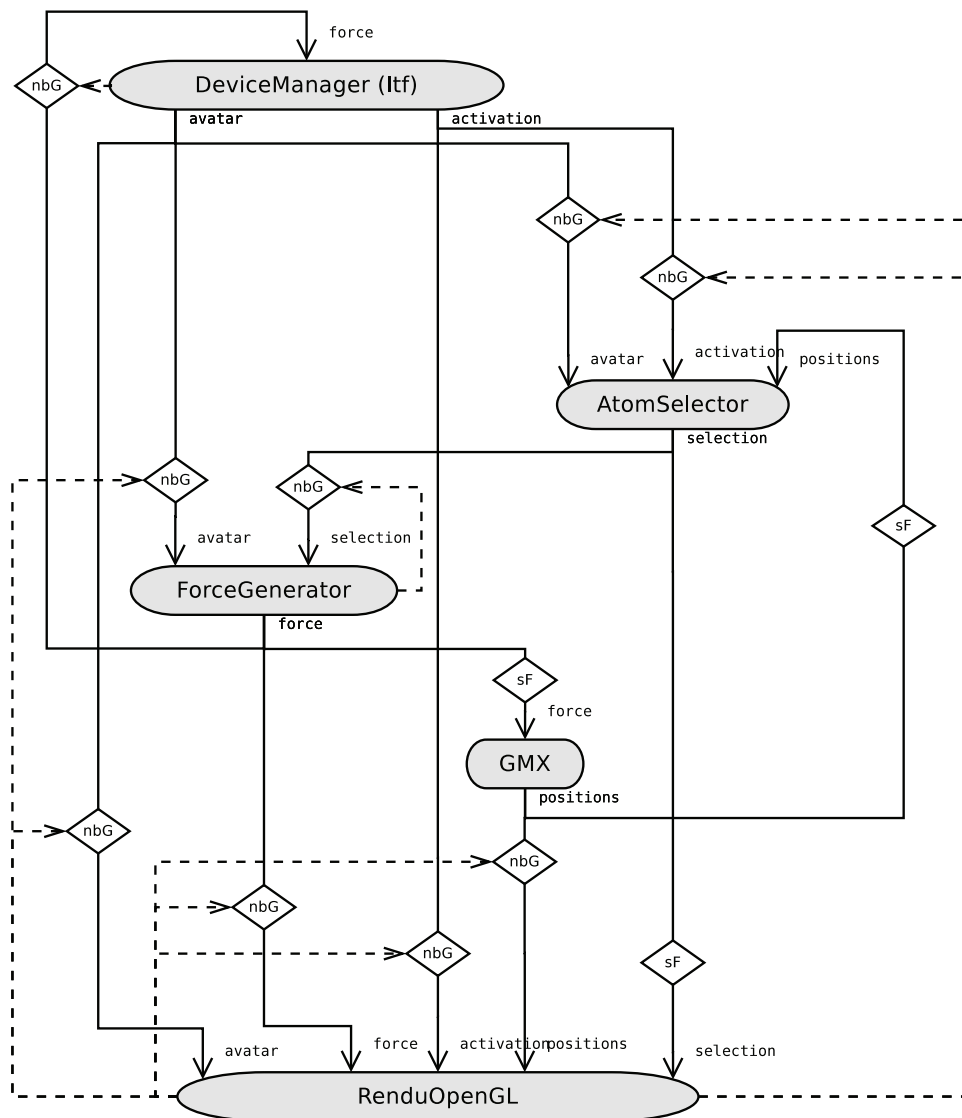 force
nbG
DeviceManager (Itf)
avatar
activation
nbG
nbG
avatar
activation
positions
AtomSelector
selection
nbG
nbG
sF
avatar
selection
ForceGenerator
force
sF
force
GMX
positions
nbG
nbG
nbG
nbG
sF
avatar
force
activation
positions
selection
RenduOpenGL